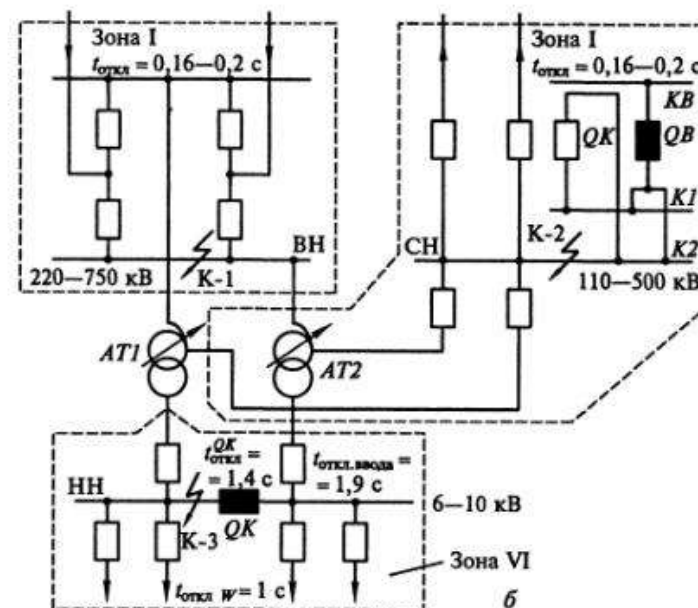 Зона I
tоткл = 0,16—0,2 с
ВН
220—750 кВ
К-1
Зона I
tоткл = 0,16—0,2 с
KB
QK
QB
K1
К-2
K2
СН
110—500 кВ
AT1
AT2
tоткл QK =
= 1,4 с
tоткл.ввода =
= 1,9 с
НН
QK
6—10 кВ
К-3
Зона VI
tоткл W = 1 с
б